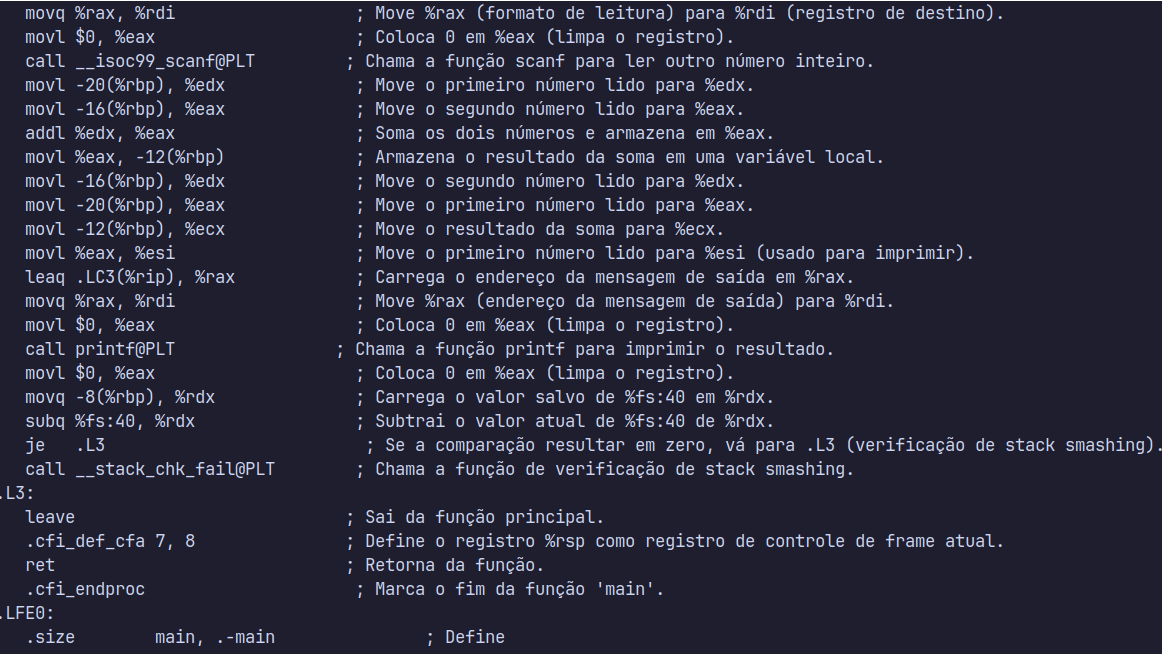 movq %rax, %rdi ; Move %rax (formato de leitura) para %rdi (registro de destino).
movl $0, %eax ; Coloca 0 em %eax (limpa o registro).
call __isoc99_scanf@PLT ; Chama a função scanf para ler outro número inteiro.
movl -20(%rbp), %edx ; Move o primeiro número lido para %edx.
movl -16(%rbp), %eax ; Move o segundo número lido para %eax.
addl %edx, %eax ; Soma os dois números e armazena em %eax.
movl %eax, -12(%rbp) ; Armazena o resultado da soma em uma variável local.
movl -16(%rbp), %edx ; Move o segundo número lido para %edx.
movl -20(%rbp), %eax ; Move o primeiro número lido para %eax.
movl -12(%rbp), %ecx ; Move o resultado da soma para %ecx.
movl %eax, %esi ; Move o primeiro número lido para %esi (usado para imprimir).
leaq .LC3(%rip), %rax ; Carrega o endereço da mensagem de saída em %rax.
movq %rax, %rdi ; Move %rax (endereço da mensagem de saída) para %rdi.
movl $0, %eax ; Coloca 0 em %eax (limpa o registro).
call printf@PLT ; Chama a função printf para imprimir o resultado.
movl $0, %eax ; Coloca 0 em %eax (limpa o registro).
movq -8(%rbp), %rdx ; Carrega o valor salvo de %fs:40 em %rdx.
subq %fs:40, %rdx ; Subtrai o valor atual de %fs:40 de %rdx.
je .L3 ; Se a comparação resultar em zero, vá para .L3 (verificação de stack smashing).
call __stack_chk_fail@PLT ; Chama a função de verificação de stack smashing.
.L3:
leave ; Sai da função principal.
.cfi_def_cfa 7, 8 ; Define o registro %rsp como registro de controle de frame atual.
ret ; Retorna da função.
.cfi_endproc ; Marca o fim da função 'main'.
.LFE0:
.size main, .-main ; Define